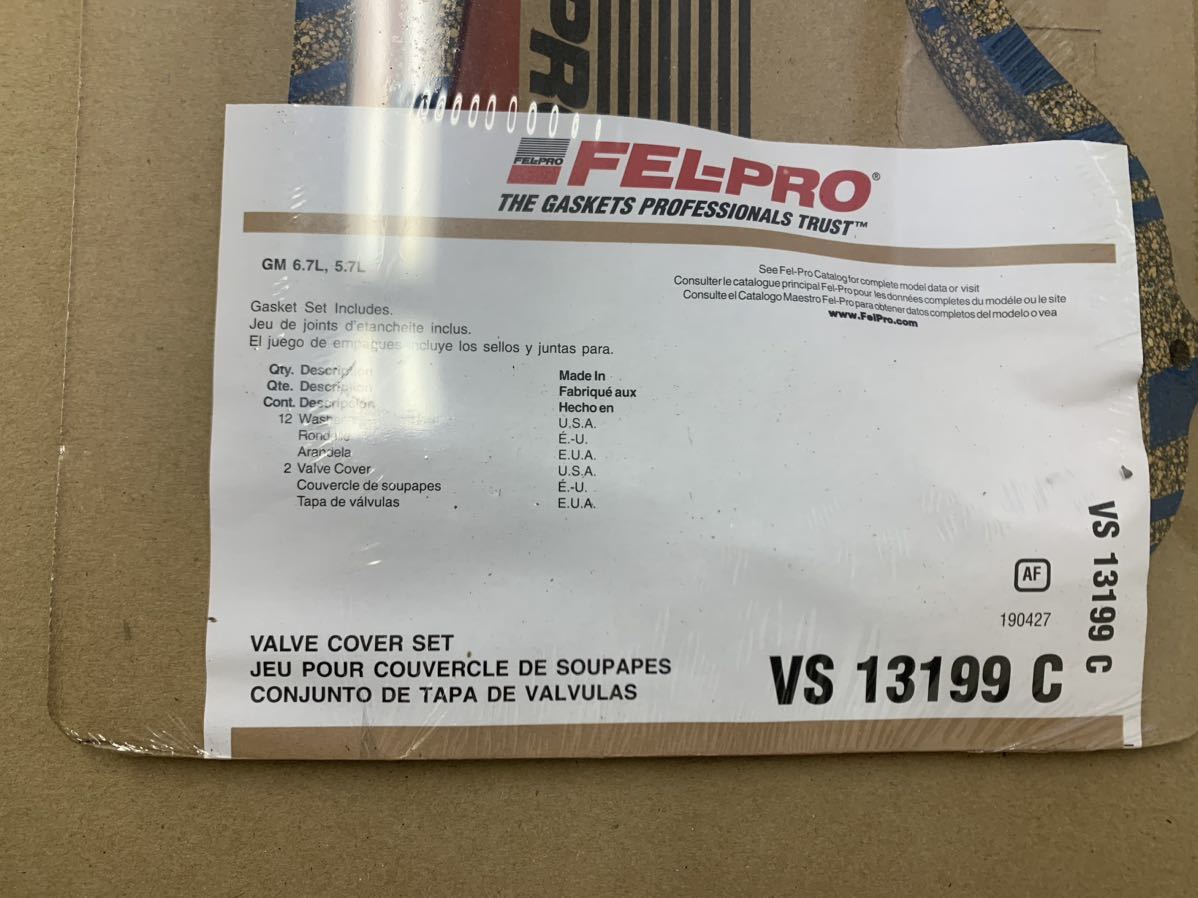 PR
FEL-PRO
FEL-PRO®
THE GASKETS PROFESSIONALS TRUST™
GM 6.7L, 5.7L
See Fel-Pro Catalog for complete model data or visit
Consulter le catalogue principal Fel-Pro pour les données completes du modéle ou le site
Consulte el Catalogo Maestro Fel-Pro para obtener datos completos del modelo o vea
www.FelPro.com
Gasket Set Includes.
Jeu de joints d'etancheite inclus.
El juego de empaques incluye los sellos y juntas para.
Qty. Description
Qte. Description
Cont. Descripción
Made In
Fabriqué aux
Hecho en
12 U.S.A.
É.-U.
Arandela E.U.A.
2 Valve Cover U.S.A.
Couvercle de soupapes É.-U.
Tapa de válvulas E.U.A.
AF
190427
VS 13199 C
VALVE COVER SET
JEU POUR COUVERCLE DE SOUPAPES
CONJUNTO DE TAPA DE VALVULAS
VS 13199 C